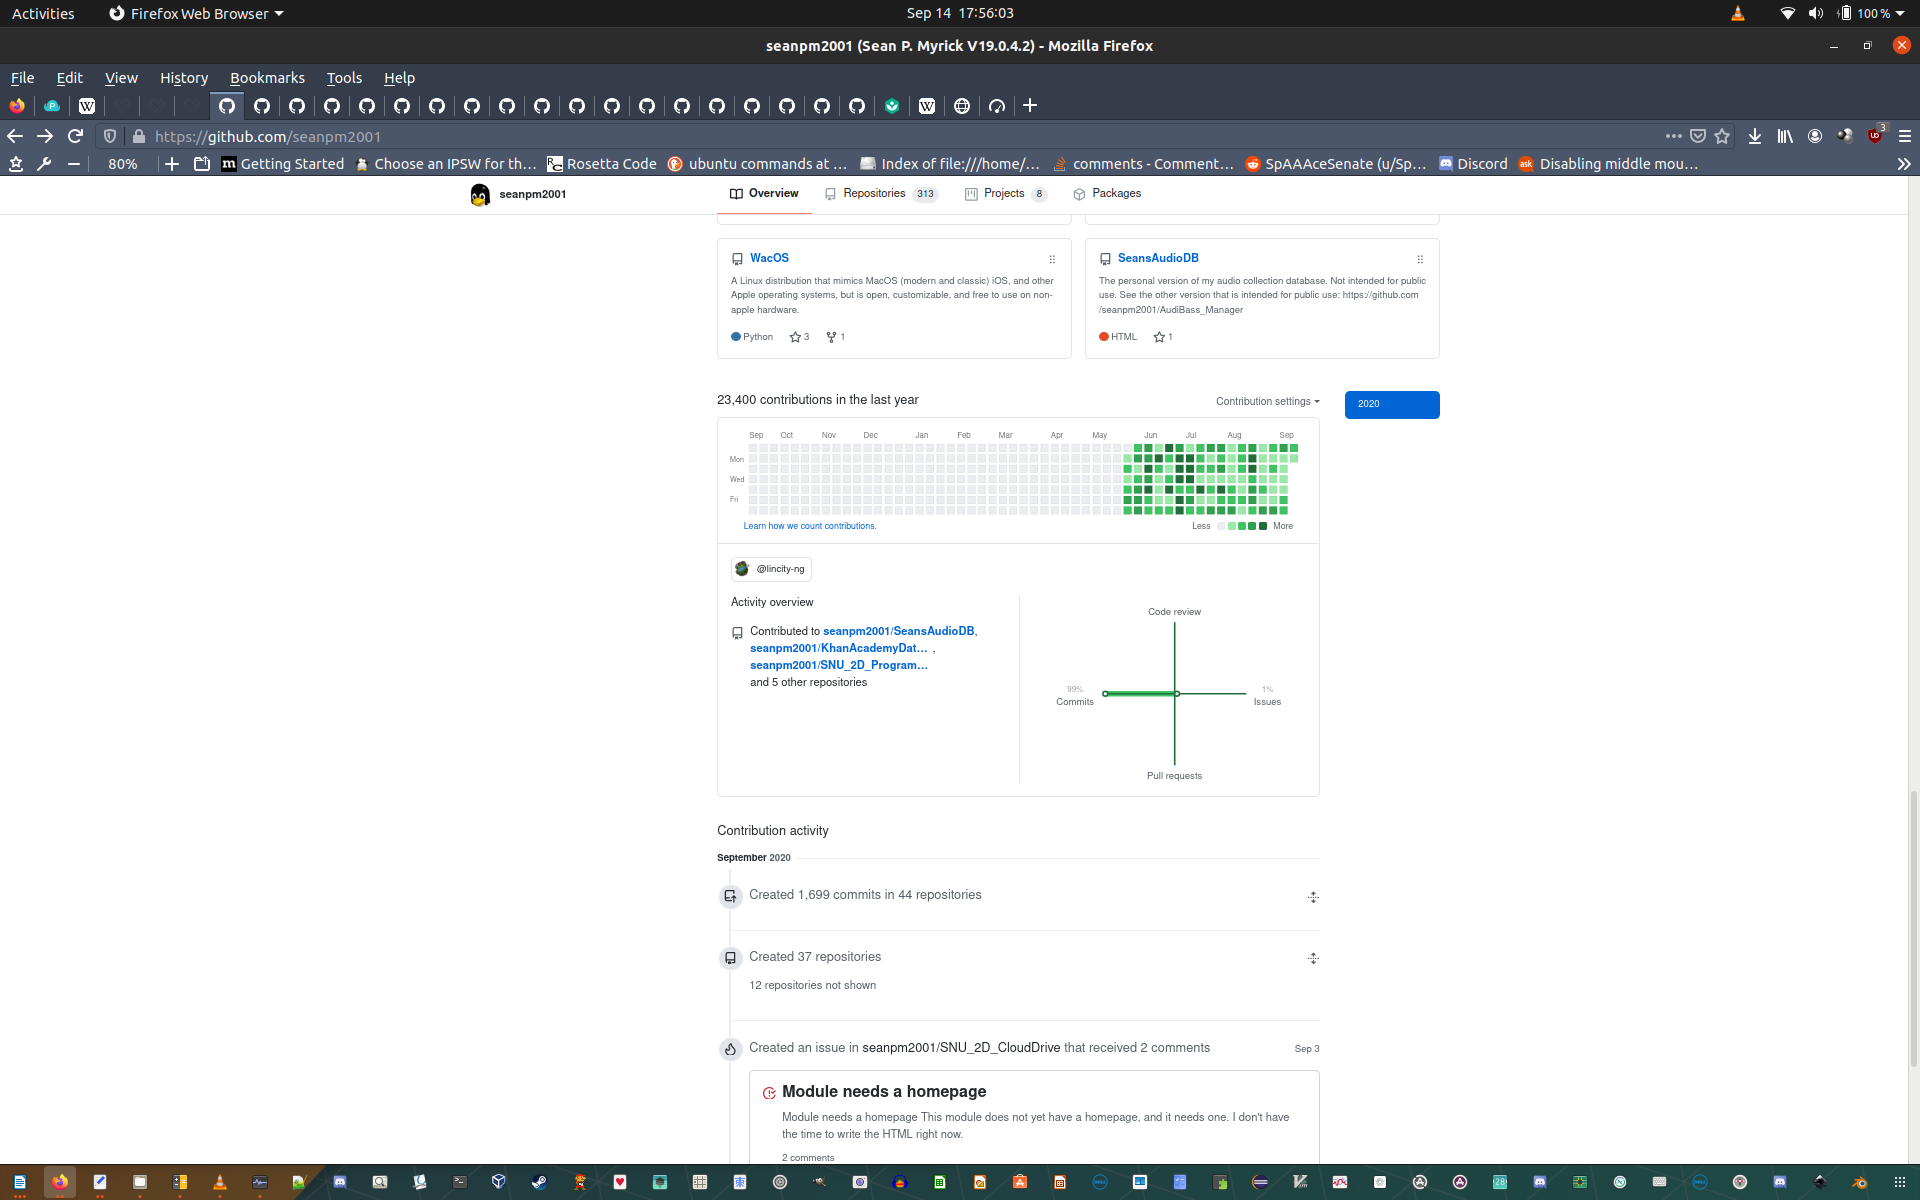 Activities
Firefox Web Browser
Sep 14 17:56:03
100 %
seanpm2001 (Sean P. Myrick V19.0.4.2) - Mozilla Firefox
File Edit View History Bookmarks Tools Help
https://github.com/seanpm2001
3
80%
Getting Started
Choose an IPSW for th…
Rosetta Code
ubuntu commands at …
Index of file:///home/…
comments - Comment…
SpAAAceSenate (u/Sp…
Discord
Disabling middle mou…
seanpm2001
Overview
Repositories 313
Projects 8
Packages
WacOS
A Linux distribution that mimics MacOS (modern and classic) iOS, and other
Apple operating systems, but is open, customizable, and free to use on non-
apple hardware.
Python 3 1
SeansAudioDB
The personal version of my audio collection database. Not intended for public
use. See the other version that is intended for public use: https://github.com
/seanpm2001/AudiBass_Manager
HTML 1
23,400 contributions in the last year
Contribution settings
2020
Sep Oct Nov Dec Jan Feb Mar Apr May Jun Jul Aug Sep
Mon
Wed
Fri
Learn how we count contributions.
Less More
@lincity-ng
Activity overview
Contributed to seanpm2001/SeansAudioDB,
seanpm2001/KhanAcademyDat… ,
seanpm2001/SNU_2D_Program…
and 5 other repositories
Code review
99%
Commits
1%
Issues
Pull requests
Contribution activity
September 2020
Created 1,699 commits in 44 repositories
Created 37 repositories
12 repositories not shown
Created an issue in seanpm2001/SNU_2D_CloudDrive that received 2 comments
Sep 3
Module needs a homepage
Module needs a homepage This module does not yet have a homepage, and it needs one. I don't have
the time to write the HTML right now.
2 comments